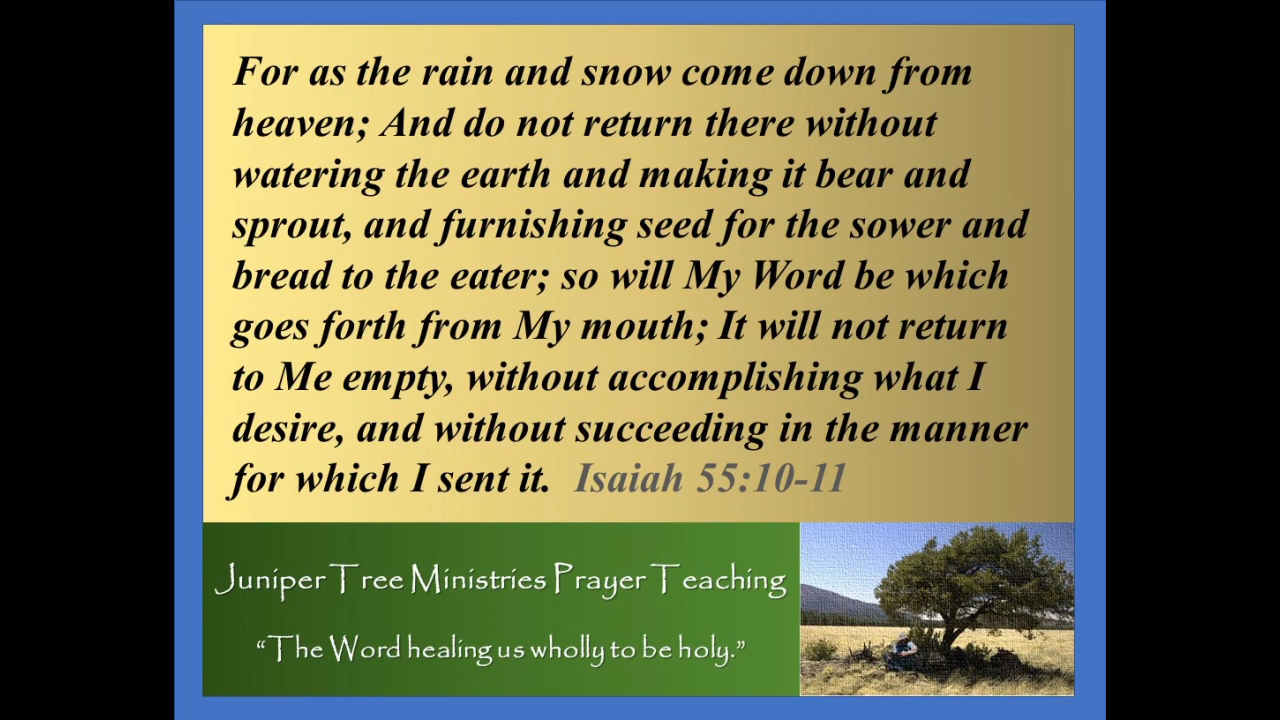 For as the rain and snow come down from
heaven; And do not return there without
watering the earth and making it bear and
sprout, and furnishing seed for the sower and
bread to the eater; so will My Word be which
goes forth from My mouth; It will not return
to Me empty, without accomplishing what I
desire, and without succeeding in the manner
for which I sent it. Isaiah 55:10-11
Juniper Tree Ministries Prayer Teaching
“The Word healing us wholly to be holy.”